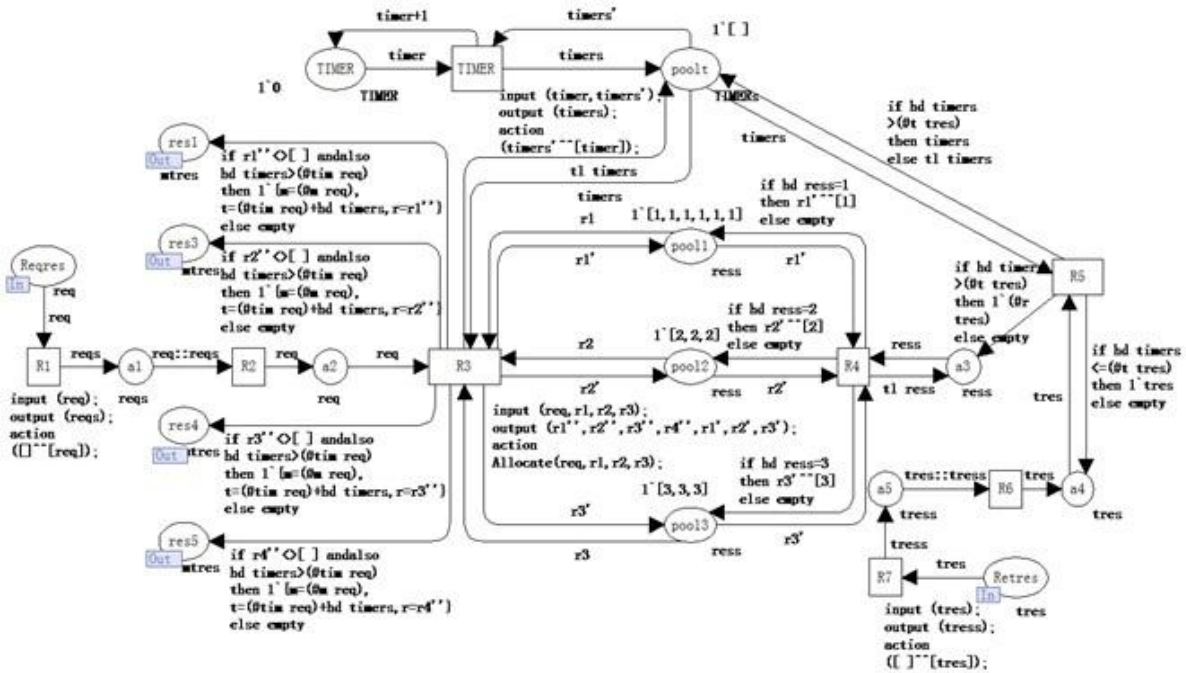 timer+1
timers'
1`[ ]
TIMER
timer
TIMER
timers
poolt
1`0
TIMER
TIMERs
input (timer,timers');
output (timers);
action
(timers'^^[timer]);
timers
if hd timers
>(#t tres)
then timers
else tl timers
res1
Out
mtres
if r1''<>[ ] andalso
hd timers>(#tim req)
then 1`{m=(#m req),
t=(#tim req)+hd timers,r=r1''}
else empty
tl timers
timers
r1
1`[1,1,1,1,1,1]
if hd ress=1
then r1'^^[1]
else empty
res3
Out
mtres
if r2''<>[ ] andalso
hd timers>(#tim req)
then 1`{m=(#m req),
t=(#tim req)+hd timers,r=r2''}
else empty
pool1
r1'
ress
r1'
Reqres
In
req
req
if hd timers
>(#t tres)
then 1`(#r
tres)
else empty
R5
1`[2,2,2]
if hd ress=2
then r2'^^[2]
else empty
R1
reqs
a1
req::reqs
R2
req
a2
req
R3
r2
pool2
r2'
ress
r2'
R4
ress
tl ress
a3
ress
reqs
req
if hd timers
<=(#t tres)
then 1`tres
else empty
tres
input (req);
output (reqs);
action
([]^^[req]);
res4
Out
mtres
if r3''<>[ ] andalso
hd timers>(#tim req)
then 1`{m=(#m req),
t=(#tim req)+hd timers,r=r3''}
else empty
input (req,r1,r2,r3);
output (r1'',r2'',r3'',r4'',r1',r2',r3');
action
Allocate(req,r1,r2,r3);
1`[3,3,3]
if hd ress=3
then r3'^^[3]
else empty
r3'
pool3
ress
r3'
r3
a5
tres::tress
R6
tres
a4
tress
tres
res5
Out
mtres
if r4''<>[ ] andalso
hd timers>(#tim req)
then 1`{m=(#m req),
t=(#tim req)+hd timers,r=r4''}
else empty
tress
R7
tres
Retres
In
tres
input (tres);
output (tress);
action
([ ]^^[tres]);